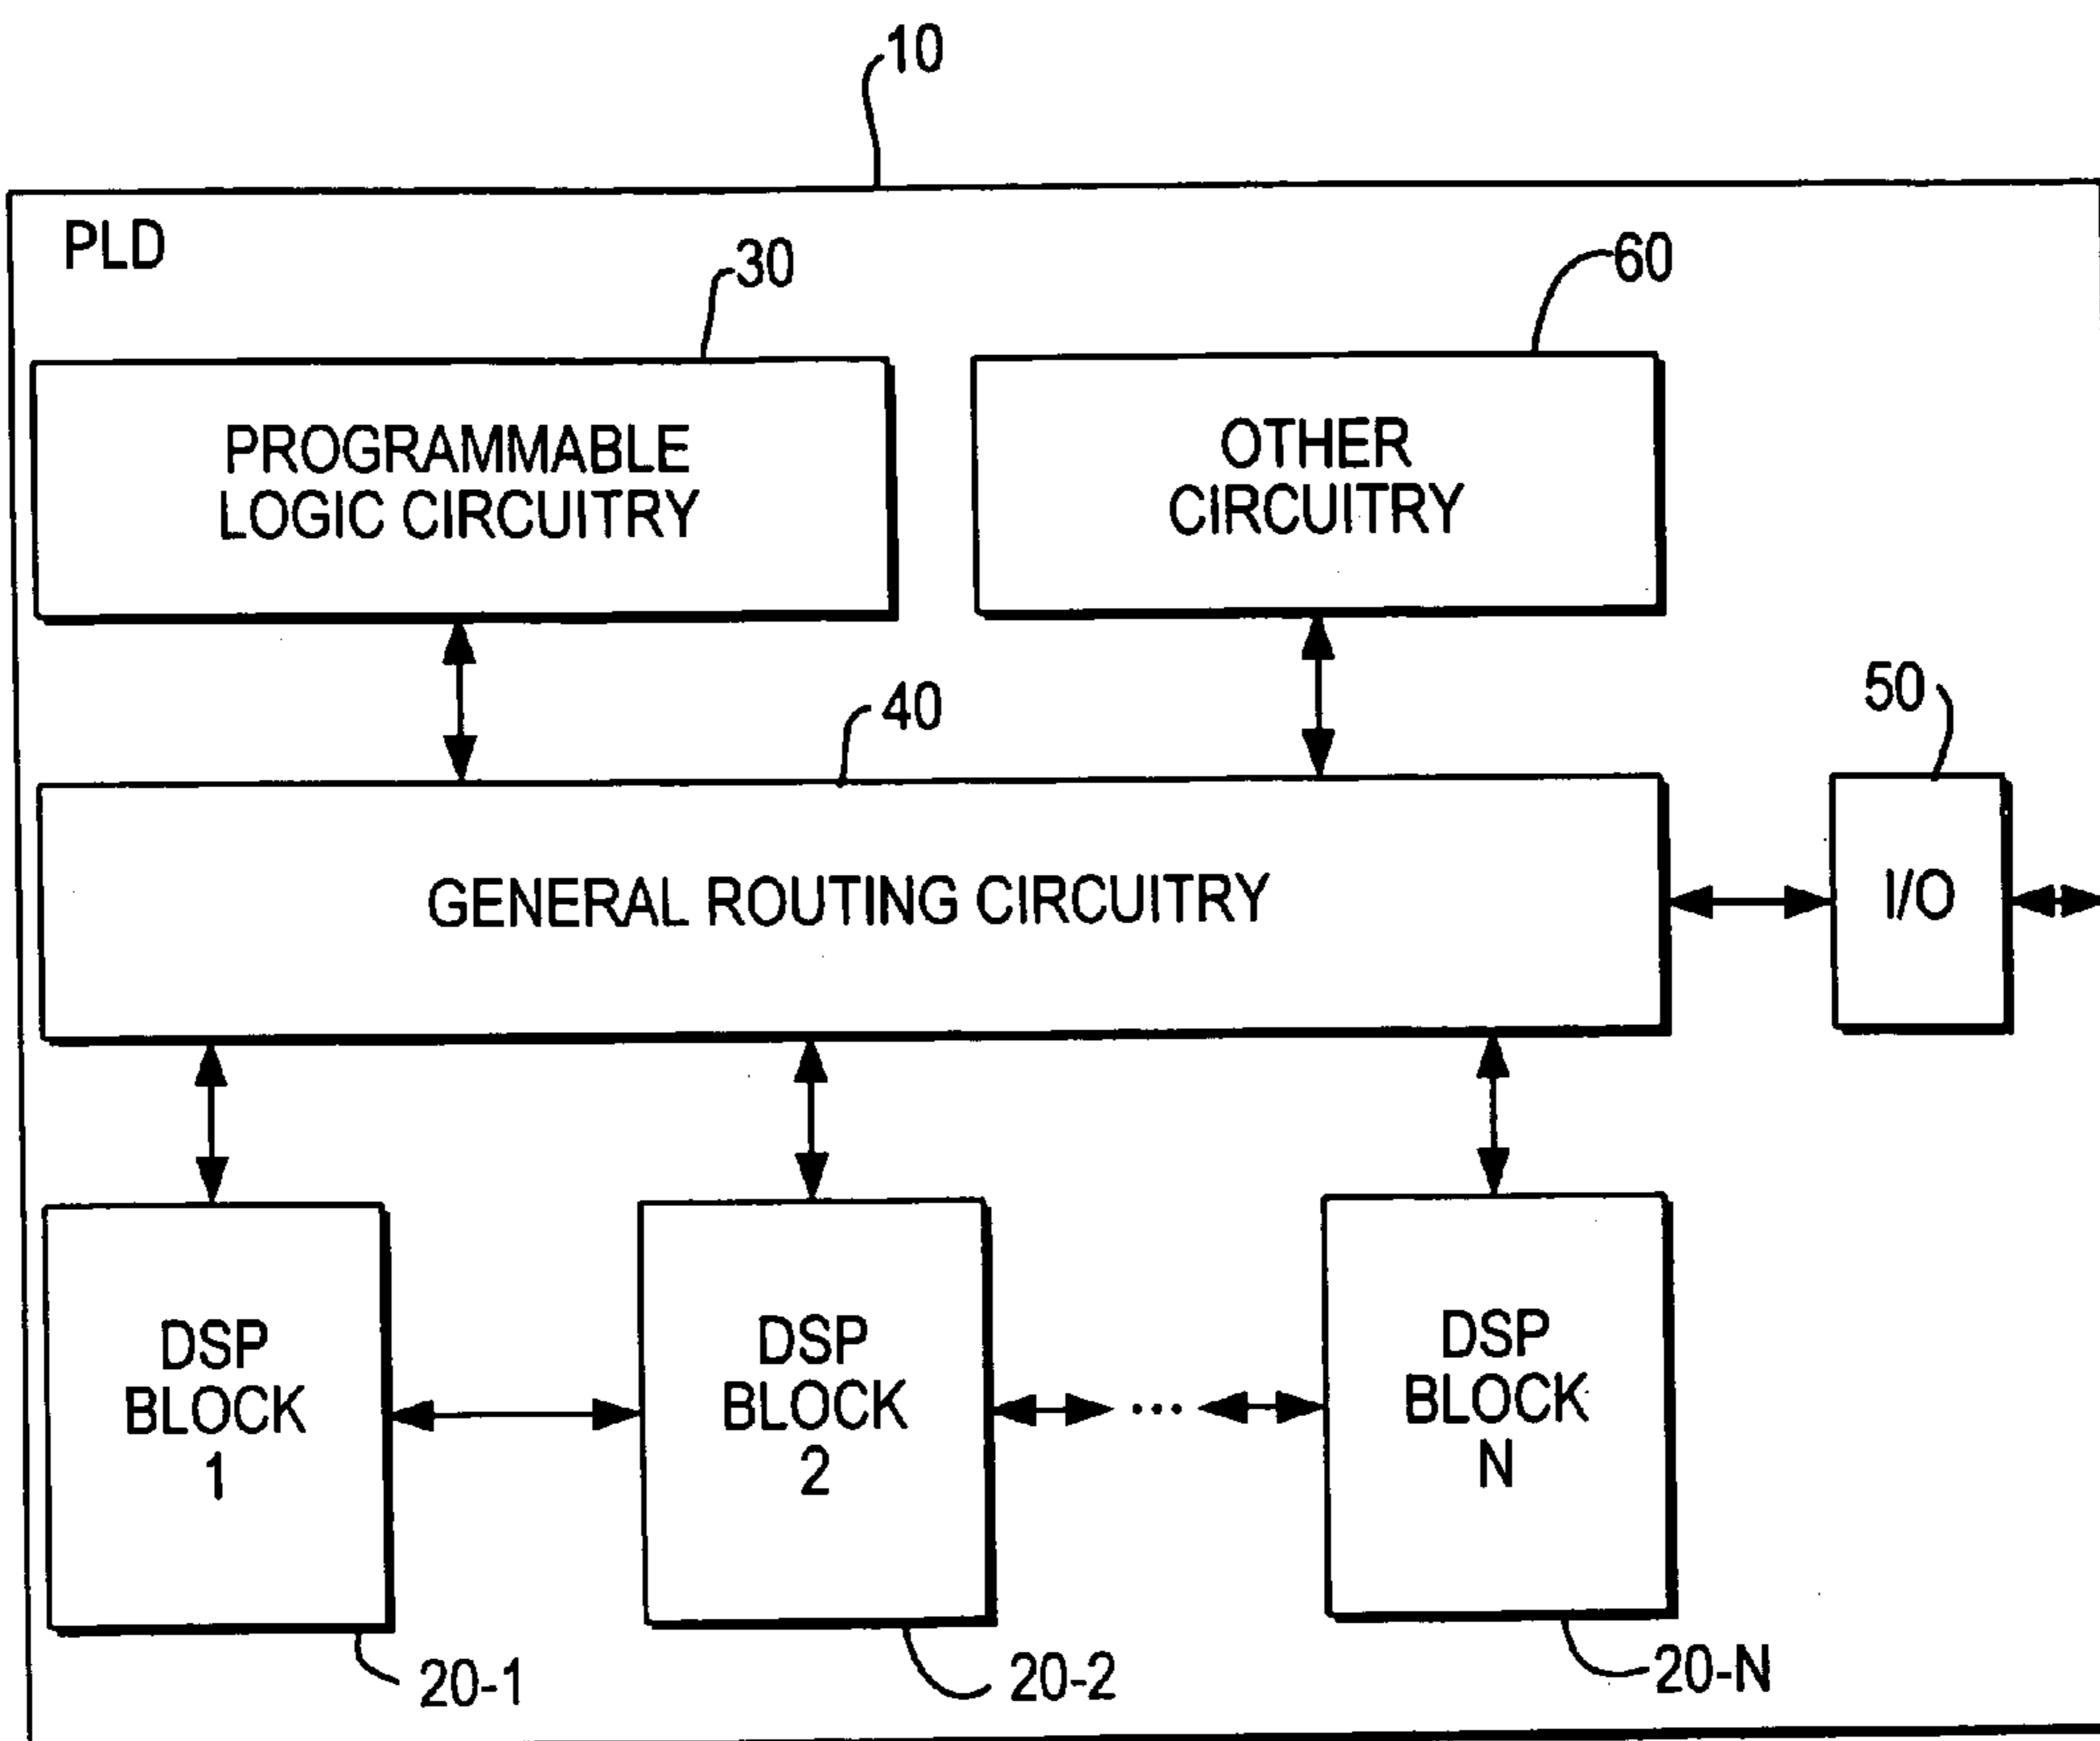 10
PLD
30
60
PROGRAMMABLE
LOGIC CIRCUITRY
OTHER
CIRCUITRY
40
50
GENERAL ROUTING CIRCUITRY
I/O
DSP
BLOCK
1
DSP
BLOCK
2
...
DSP
BLOCK
N
20-1
20-2
20-N